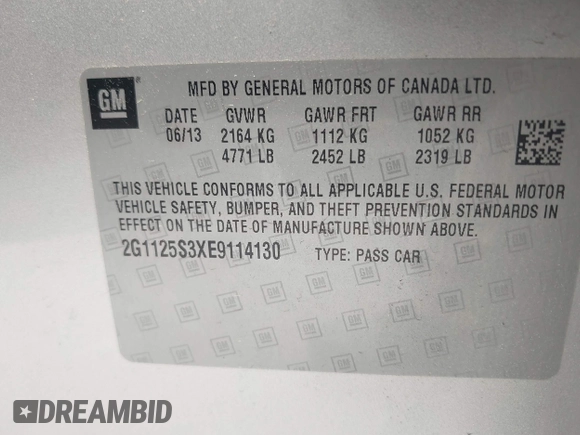 GM
MFD BY GENERAL MOTORS OF CANADA LTD.
DATE GVWR GAWR FRT GAWR RR
06/13 2164 KG 1112 KG 1052 KG
4771 LB 2452 LB 2319 LB
THIS VEHICLE CONFORMS TO ALL APPLICABLE U.S. FEDERAL MOTOR
VEHICLE SAFETY, BUMPER, AND THEFT PREVENTION STANDARDS IN
EFFECT ON THE DATE OF MANUFACTURE SHOWN ABOVE.
2G1125S3XE9114130 TYPE: PASS CAR
DREAMBID